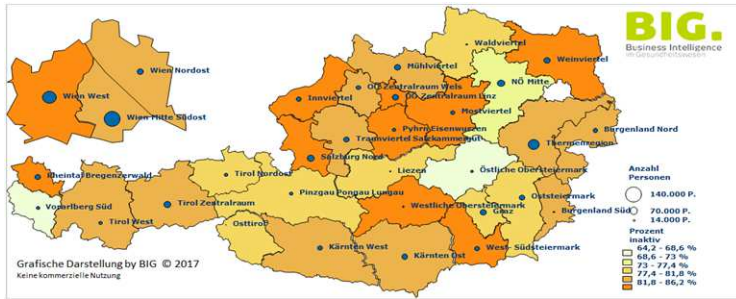 BIG.
Business Intelligence
im Gesundheitswesen
Wien Nordost
Wien West
Wien Mitte Südost
Waldviertel
Weinviertel
Mühlviertel
NÖ Mitte
OÖ Zentralraum Wels
OÖ Zentralraum Linz
Innviertel
Mostviertel
Pyhrn Eisenwurzen
Traunviertel Salzkammergut
Salzburg Nord
Thermenregion
Burgenland Nord
Rheintal Bregenzerwald
Tirol Nordost
Liezen
Östliche Obersteiermark
Pinzgau Pongau Lungau
Vorarlberg Süd
Tirol West
Tirol Zentralraum
Westliche Obersteiermark
Oststeiermark
Graz
Burgenland Süd
Osttirol
Kärnten West
Kärnten Ost
West- Südsteiermark
Anzahl
Personen
140.000 P.
70.000 P.
14.000 P.
Prozent
inaktiv
64,2 - 68,6 %
68,6 - 73 %
73 - 77,4 %
77,4 - 81,8 %
81,8 - 86,2 %
Grafische Darstellung by BIG © 2017
Keine kommerzielle Nutzung